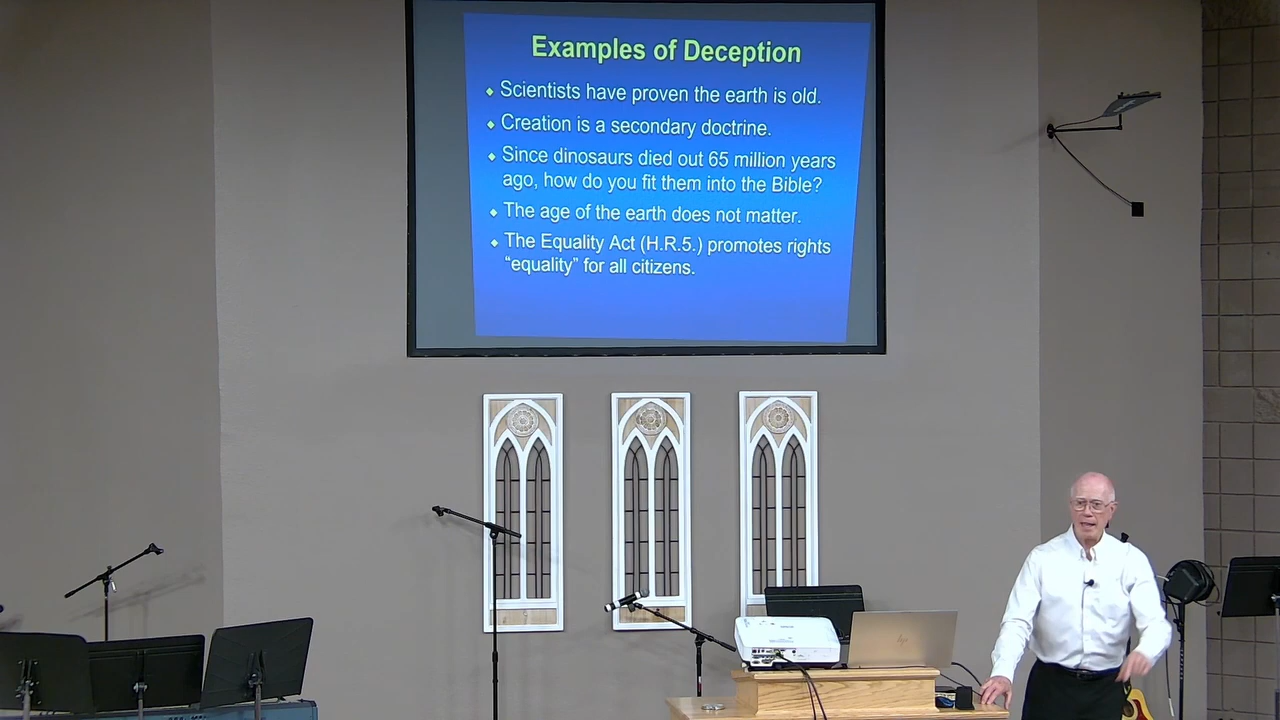 Examples of Deception
Scientists have proven the earth is old.
Creation is a secondary doctrine.
Since dinosaurs died out 65 million years
ago, how do you fit them into the Bible?
The age of the earth does not matter.
The Equality Act (H.R.5.) promotes rights
“equality” for all citizens.